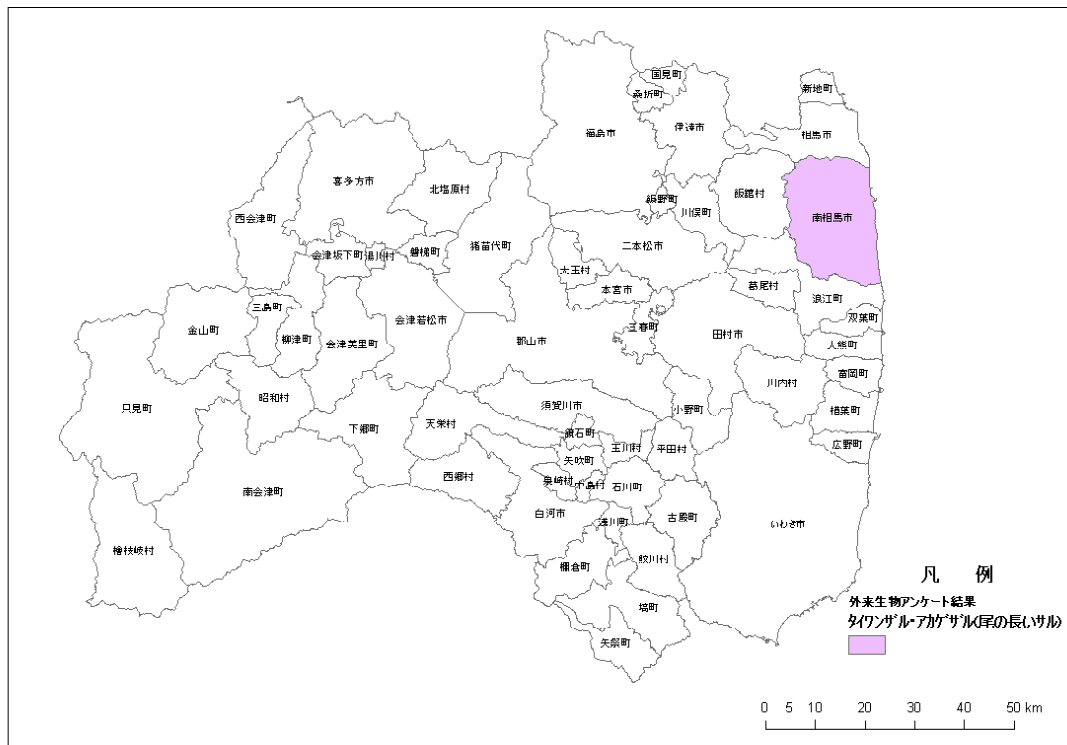 国見町
桑折町
新地町
福島市
伊達市
相馬市
喜多方市
北塩原村
飯舘村
飯野町
川俣町
南相馬市
西会津町
猪苗代町
会津坂下町
湯川村
磐梯町
二本松市
大玉村
本宮市
葛尾村
浪江町
双葉町
三島町
金山町
会津若松市
柳津町
会津美里町
郡山市
三春町
田村市
大熊町
富岡町
川内村
只見町
昭和村
下郷町
天栄村
須賀川市
小野町
楢葉町
広野町
鏡石町
玉川村
平田村
矢吹町
西郷村
泉崎村
中島村
石川町
南会津町
白河市
浅川町
古殿町
いわき市
檜枝岐村
棚倉町
鮫川村
塙町
矢祭町
凡 例
外来生物アンケート結果
タイワンザル・アカゲザル(尾の長いサル)
0 5 10 20 30 40 50 km